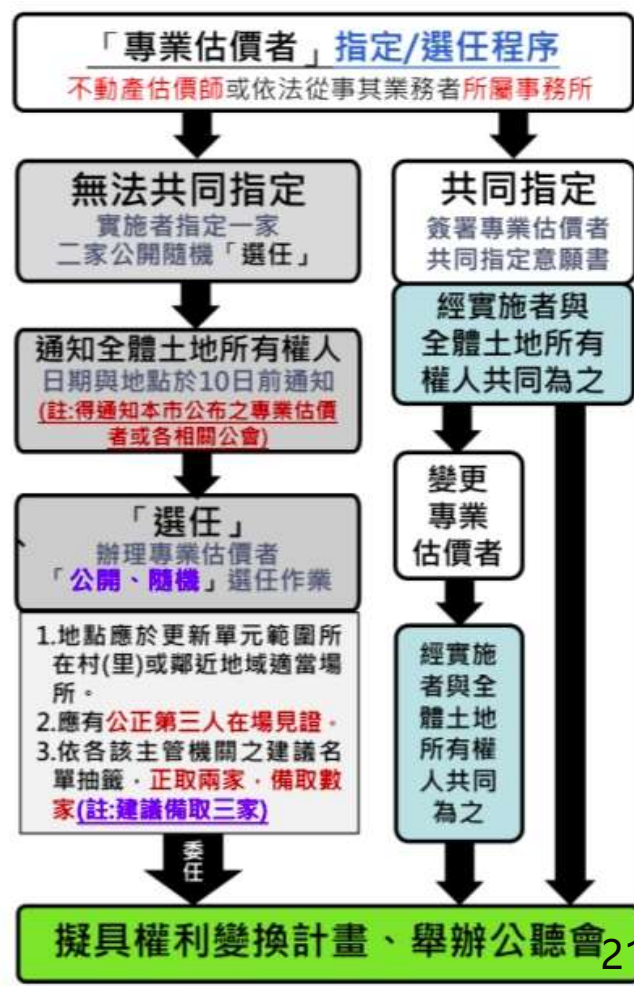 「專業估價者」指定/選任程序
不動產估價師或依法從事其業務者所屬事務所
無法共同指定
實施者指定一家
二家公開隨機「選任」
通知全體土地所有權人
日期與地點於10日前通知
(註:得通知本市公布之專業估價
者或各相關公會)
「選任」
辦理專業估價者
「公開、隨機」選任作業
1.地點應於更新單元範圍所
在村(里)或鄰近地域適當場
所。
2.應有公正第三人在場見證。
3.依各該主管機關之建議名
單抽籤,正取兩家,備取數
家(註:建議備取三家)
委任
共同指定
簽署專業估價者
共同指定意願書
經實施者與
全體土地所有
權人共同為之
變更
專業
估價者
經實施
者與全
體土地
所有權
人共同
為之
擬具權利變換計畫、舉辦公聽會